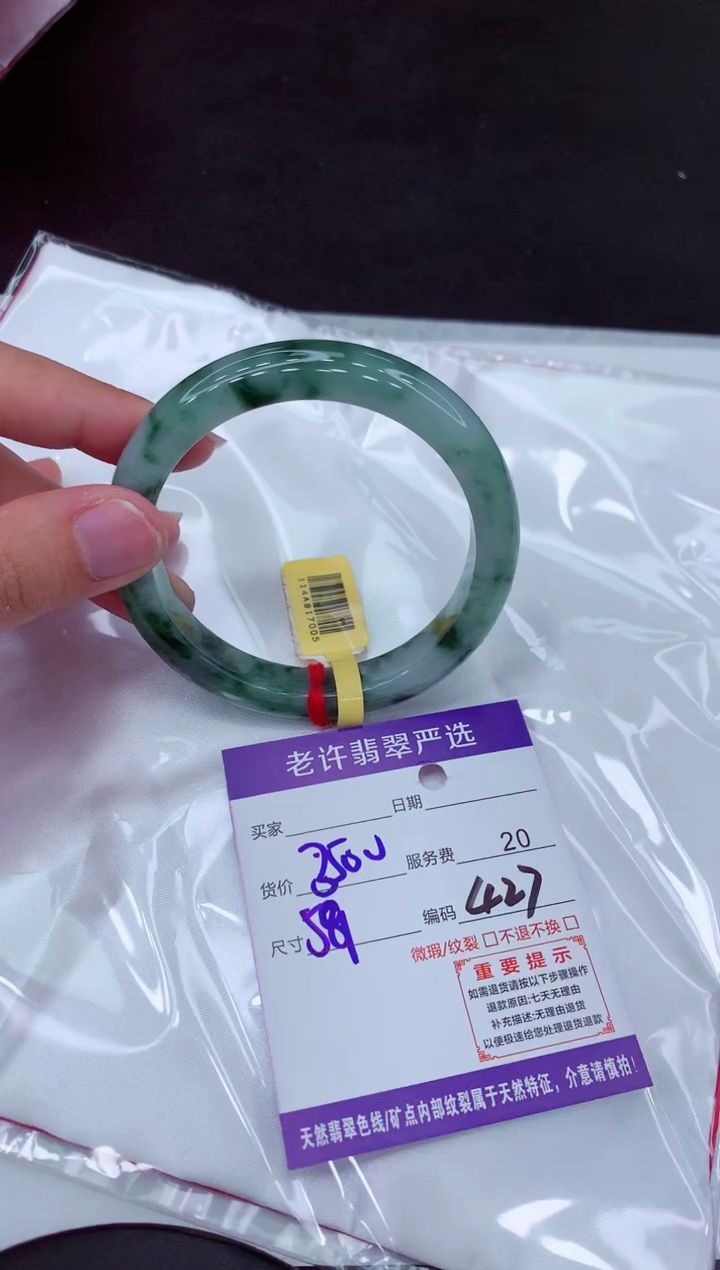 114A817005
老许翡翠严选
买家 日期
货价 服务费 20
尺寸 编码 427
微瑕/纹裂 □ 不退不换 □
重要提示
如需退货请按以下步骤操作
退款原因:七天无理由
补充描述:无理由退货
以便极速给您处理退货退款
天然翡翠色线/矿点内部纹裂属于天然特征，介意请慎拍!